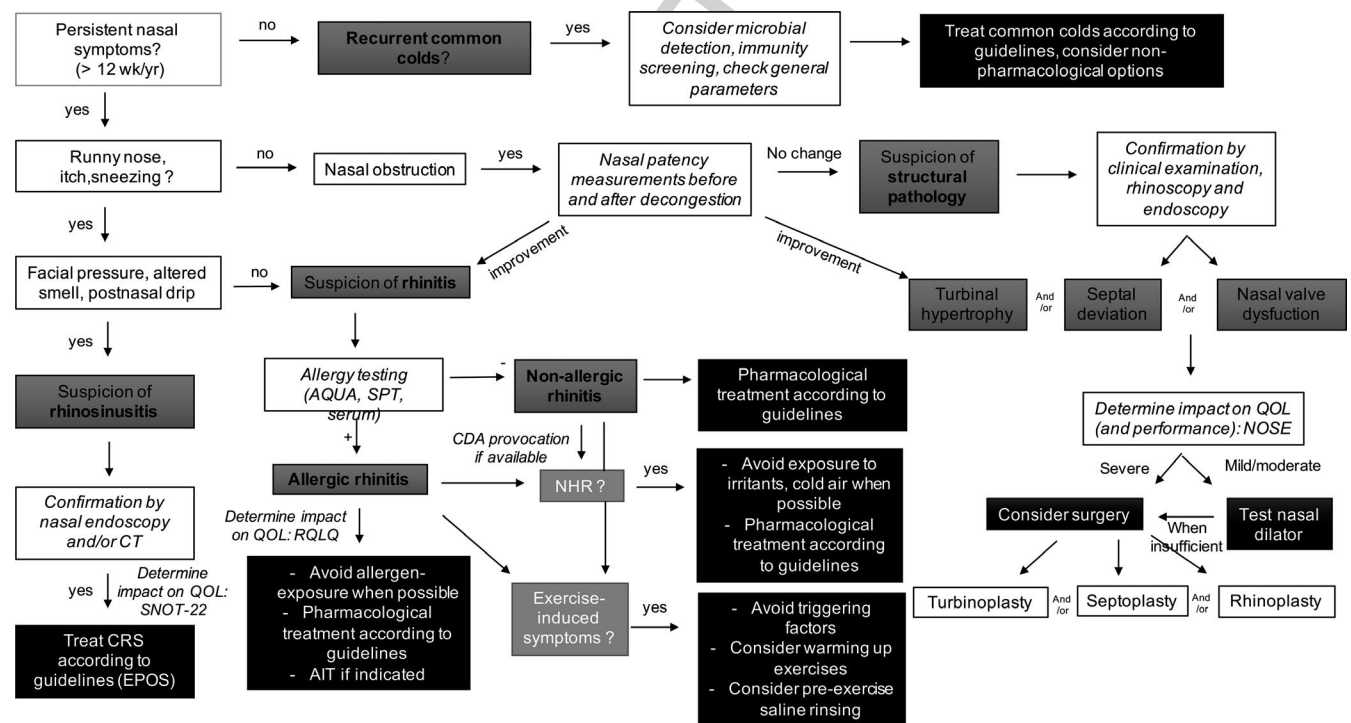 Persistent nasal
symptoms?
(> 12 wk/yr)
no
Recurrent common
colds?
yes
Consider microbial
detection, immunity
screening, check general
parameters
Treat common colds according to
guidelines, consider non-
pharmacological options
yes
Runny nose,
itch,sneezing ?
no
Nasal obstruction
yes
Nasal patency
measurements before
and after decongestion
No change
Suspicion of
structural
pathology
Confirmation by
clinical examination,
rhinoscopy and
endoscopy
yes
improvement
improvement
Facial pressure, altered
smell, postnasal drip
no
Suspicion of rhinitis
Turbinal
hypertrophy
And
/or
Septal
deviation
And
/or
Nasal valve
dysfuction
yes
Suspicion of
rhinosinusitis
Allergy testing
(AQUA, SPT,
serum)
-
Non-allergic
rhinitis
Pharmacological
treatment according to
guidelines
Determine impact on QOL
(and performance): NOSE
+
CDA provocation
if available
Allergic rhinitis
NHR ?
yes
- Avoid exposure to
irritants, cold air when
possible
- Pharmacological
treatment according
to guidelines
Severe
Mild/moderate
Confirmation by
nasal endoscopy
and/or CT
Determine impact
on QOL: RQLQ
Consider surgery
When
insufficient
Test nasal
dilator
yes
Determine
impact on QOL:
SNOT-22
- Avoid allergen-
exposure when possible
- Pharmacological
treatment according to
guidelines
- AIT if indicated
Exercise-
induced
symptoms ?
yes
- Avoid triggering
factors
- Consider warming up
exercises
- Consider pre-exercise
saline rinsing
Turbinoplasty
And
/or
Septoplasty
And
/or
Rhinoplasty
Treat CRS
according to
guidelines (EPOS)